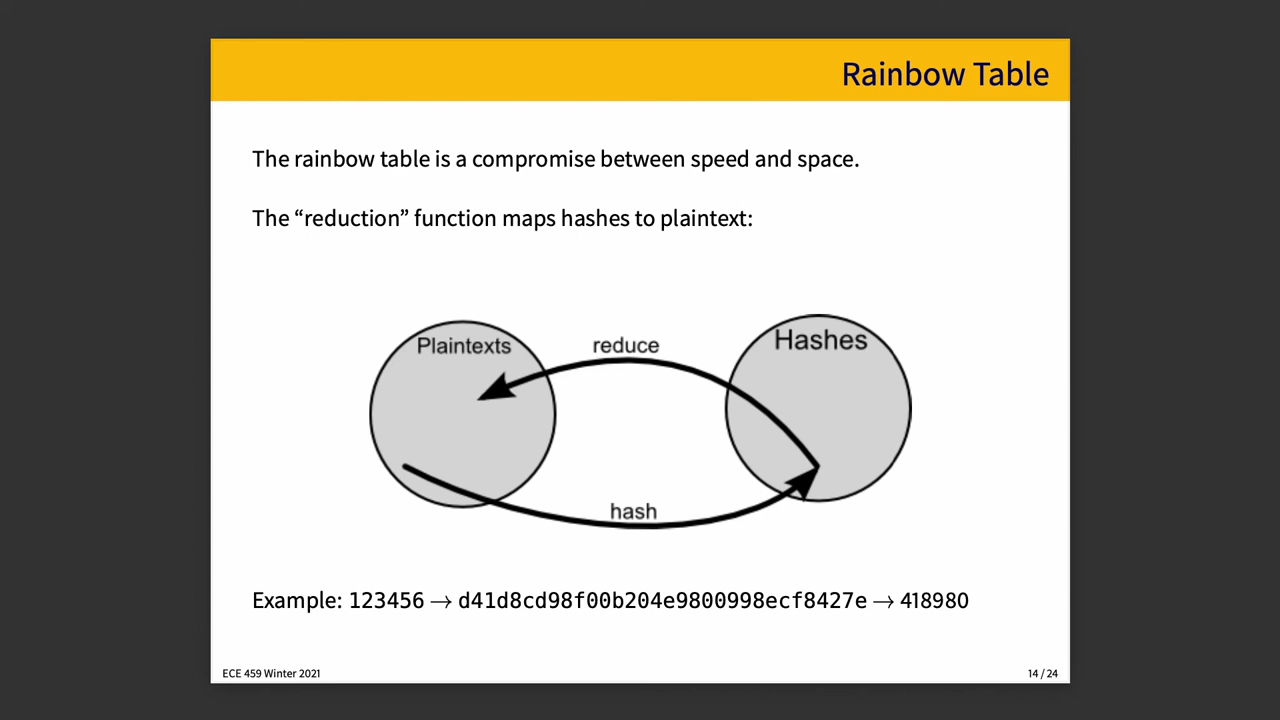 Rainbow Table
The rainbow table is a compromise between speed and space.
The “reduction” function maps hashes to plaintext:
Plaintexts
reduce
Hashes
hash
Example: 123456 → d41d8cd98f00b204e9800998ecf8427e → 418980
ECE 459 Winter 2021
14 / 24